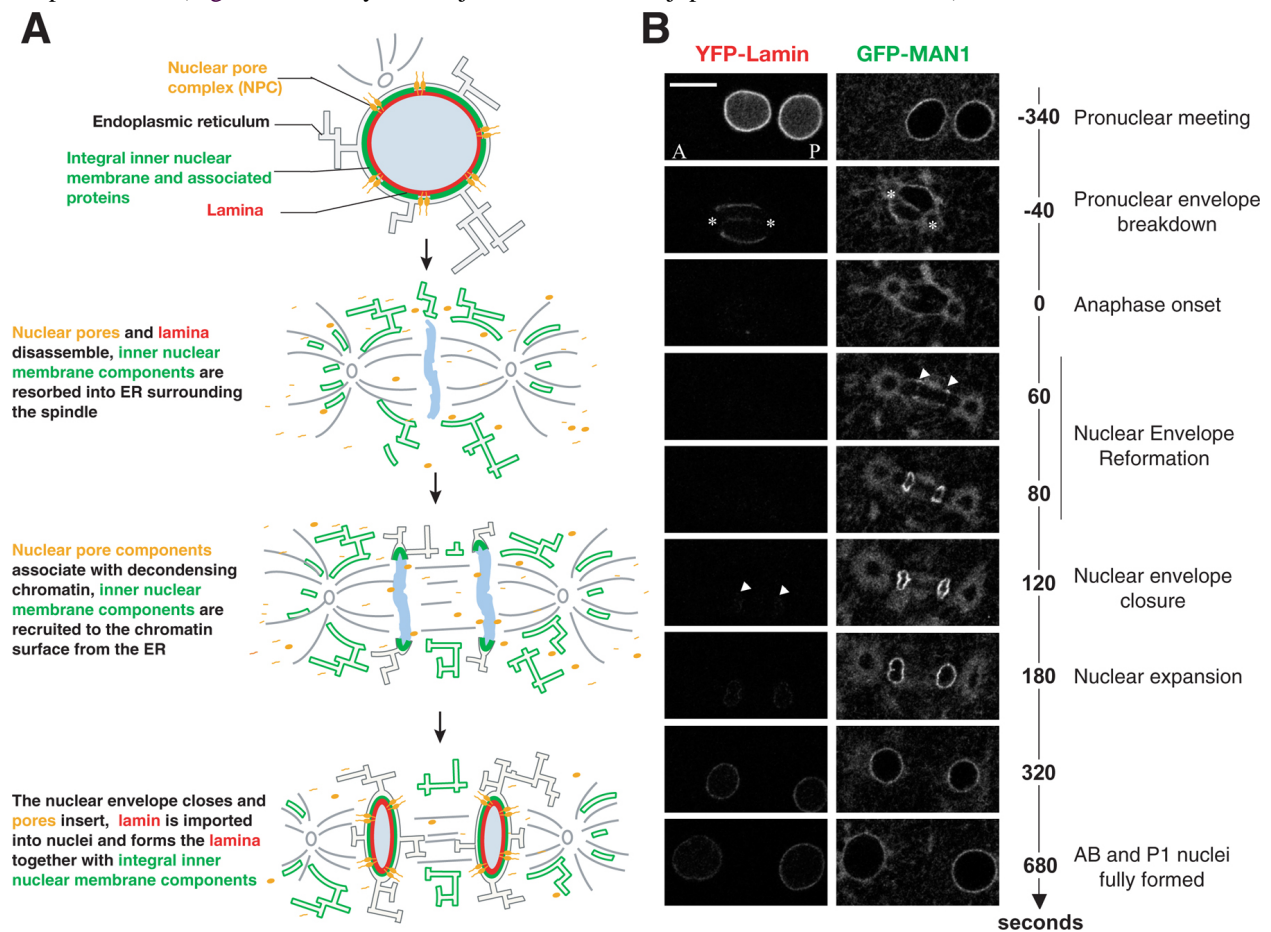 A
Nuclear pore
complex (NPC)
Endoplasmic reticulum
Integral inner nuclear
membrane and associated
proteins
Lamina
Nuclear pores and lamina
disassemble, inner nuclear
membrane components are
resorbed into ER surrounding
the spindle
Nuclear pore components
associate with decondensing
chromatin, inner nuclear
membrane components are
recruited to the chromatin
surface from the ER
The nuclear envelope closes and
pores insert, lamin is imported
into nuclei and forms the lamina
together with integral inner
nuclear membrane components
B
YFP-Lamin GFP-MAN1
A P
-340 Pronuclear meeting
* * * *
-40 Pronuclear envelope
breakdown
0 Anaphase onset
60
Nuclear Envelope
Reformation
80
120 Nuclear envelope
closure
180 Nuclear expansion
320
680 AB and P1 nuclei
fully formed
seconds